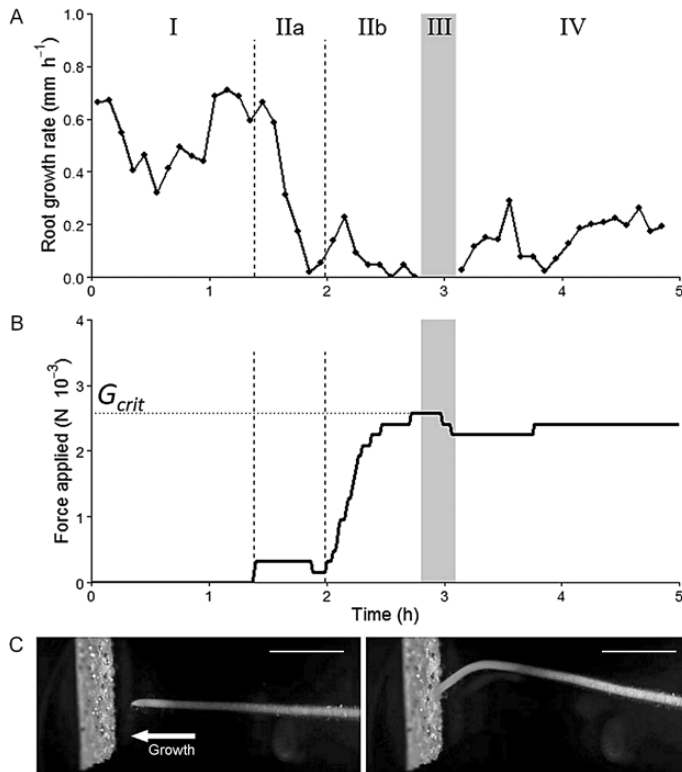 A
I
IIa
IIb
III
IV
Root growth rate (mm h⁻¹)
1.0
0.8
0.6
0.4
0.2
0.0
0
1
2
3
4
5
B
Force applied (N 10⁻³)
4
3
2
1
0
G_crit
0
1
2
3
4
5
Time (h)
C
Growth